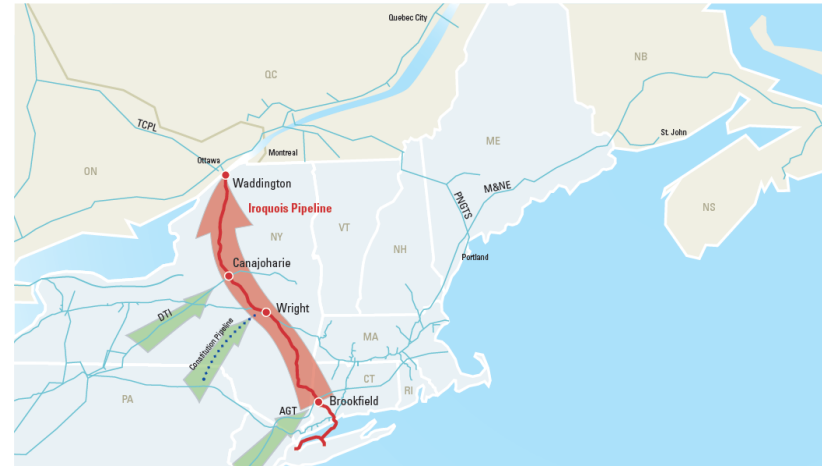 Quebec City
QC
NB
TCPL
ME
St. John
Ottawa
Montreal
ON
Waddington
M&NE
PNGTS
NS
Iroquois Pipeline
NY
VT
NH
Portland
Canajoharie
DTI
Wright
Constitution Pipeline
MA
CT
RI
PA
Brookfield
AGT